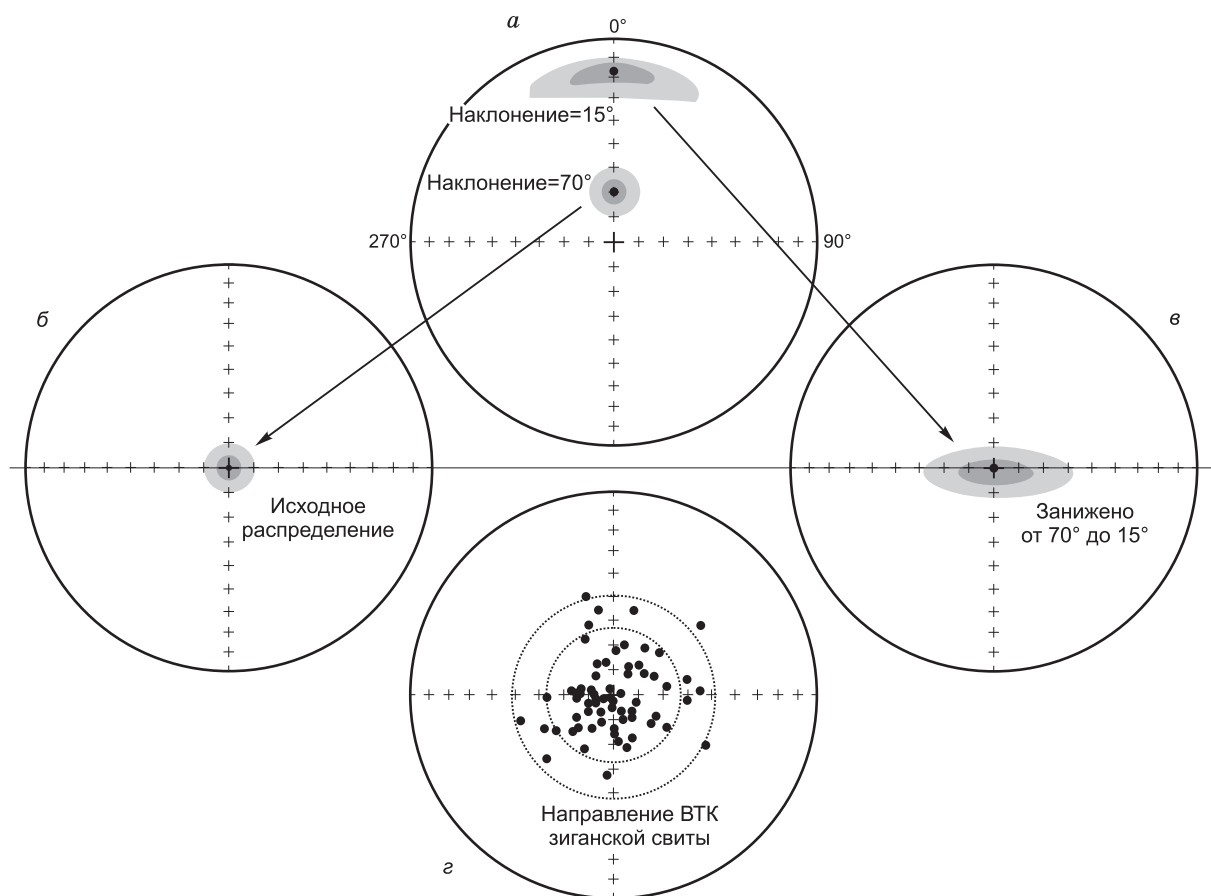 а
0°
Наклонение=15°
Наклонение=70°
270°
90°
б
в
Исходное
распределение
Занижено
от 70° до 15°
Направление ВТК
зиганской свиты
г